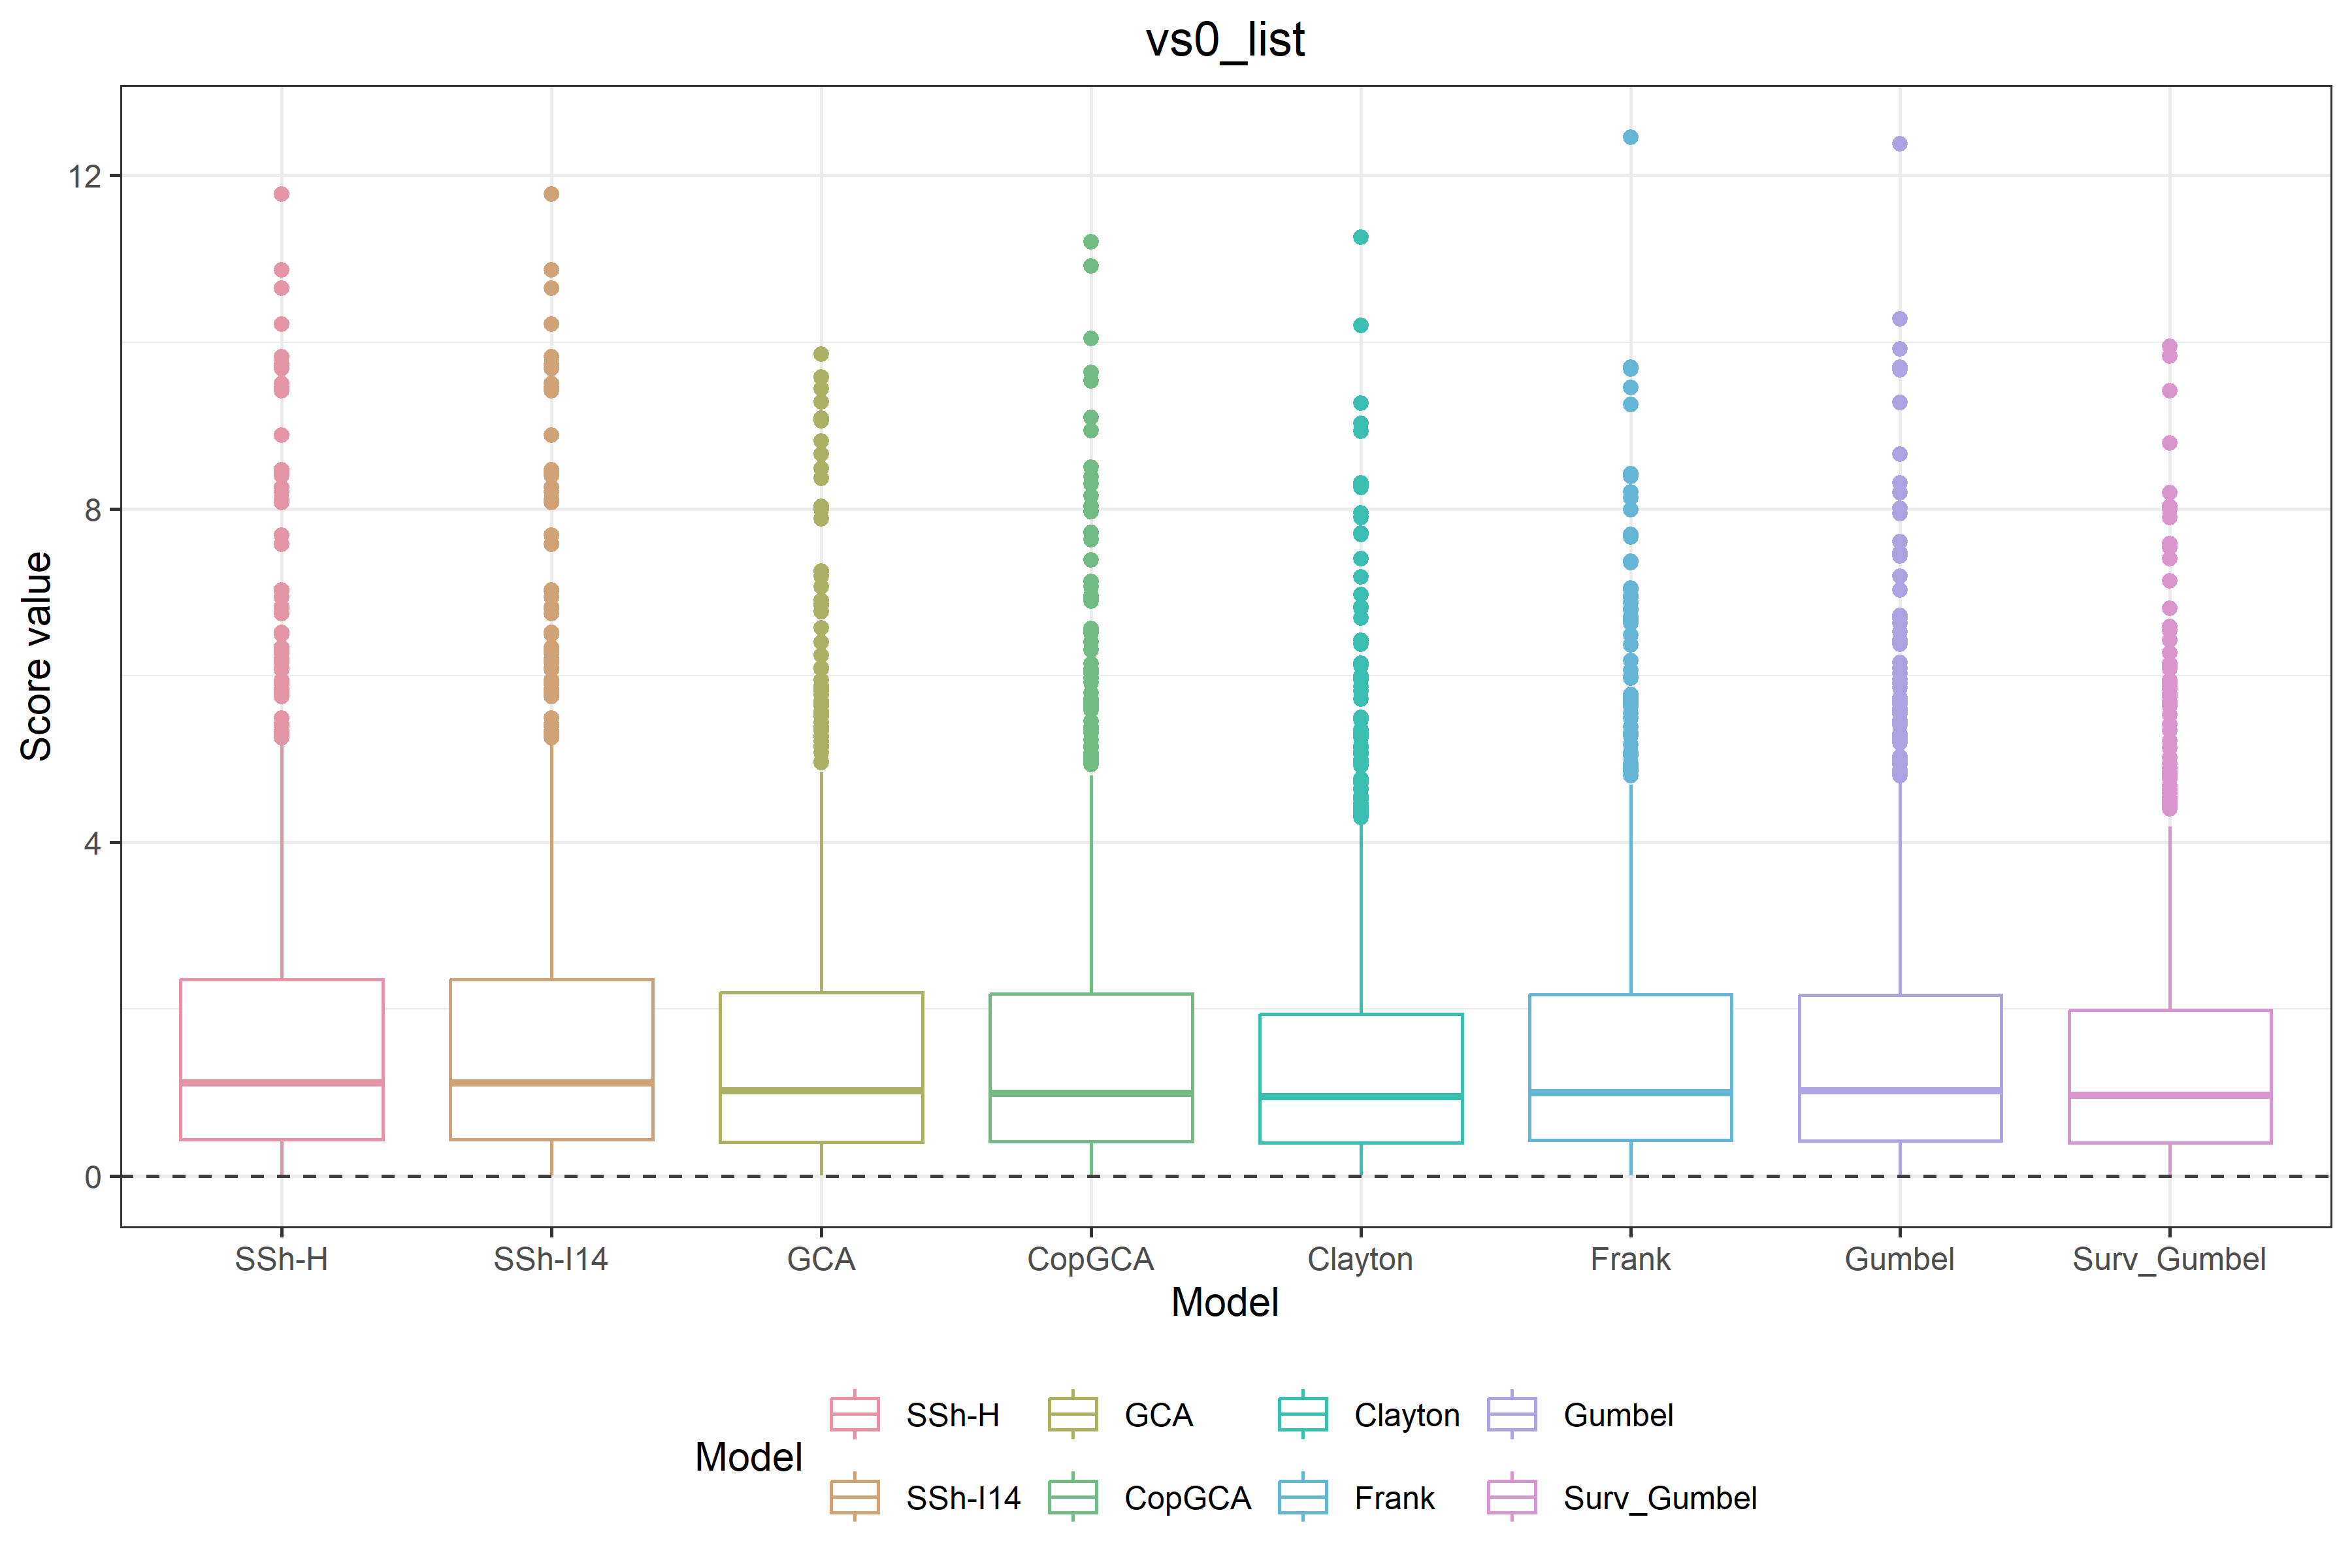 vs0_list
12
8
4
0
Score value
SSh-H SSh-I14 GCA CopGCA Clayton Frank Gumbel Surv_Gumbel
Model
Model
SSh-H GCA Clayton Gumbel
SSh-I14 CopGCA Frank Surv_Gumbel